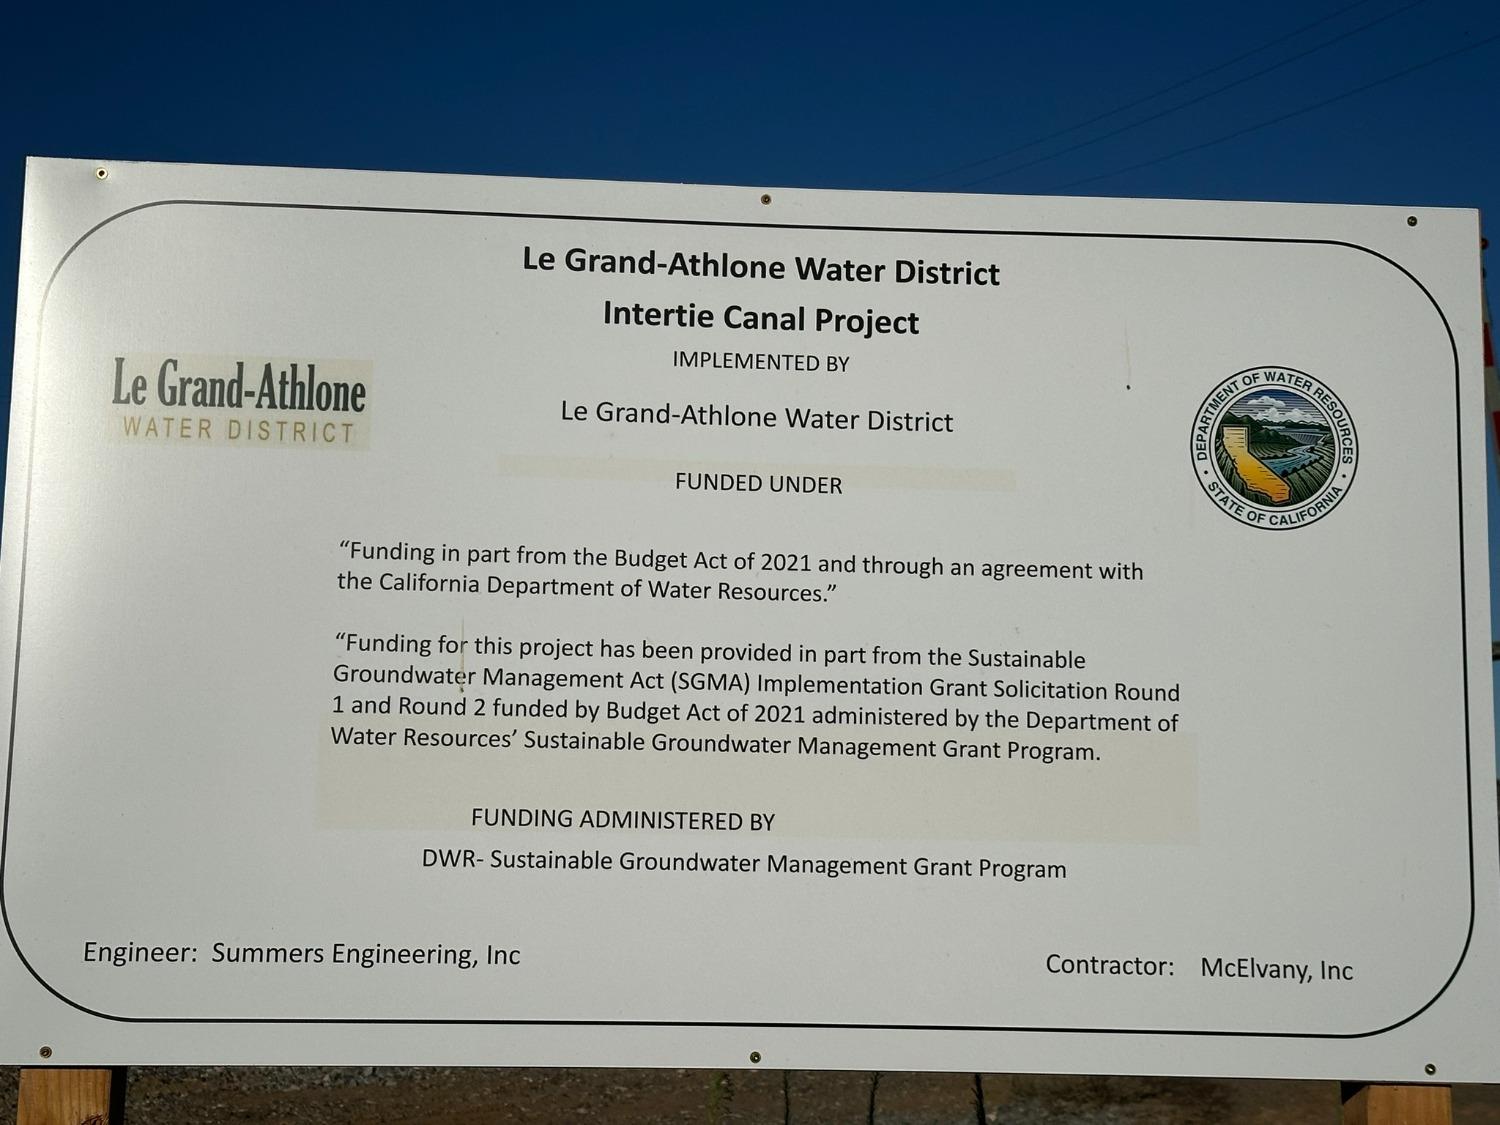 Le Grand-Athlone Water District
Intertie Canal Project
IMPLEMENTED BY
Le Grand-Athlone
WATER DISTRICT
Le Grand-Athlone Water District
DEPARTMENT OF WATER RESOURCES
STATE OF CALIFORNIA
FUNDED UNDER
“Funding in part from the Budget Act of 2021 and through an agreement with
the California Department of Water Resources.”
“Funding for this project has been provided in part from the Sustainable
Groundwater Management Act (SGMA) Implementation Grant Solicitation Round
1 and Round 2 funded by Budget Act of 2021 administered by the Department of
Water Resources’ Sustainable Groundwater Management Grant Program.
FUNDING ADMINISTERED BY
DWR- Sustainable Groundwater Management Grant Program
Engineer: Summers Engineering, Inc
Contractor: McElvany, Inc